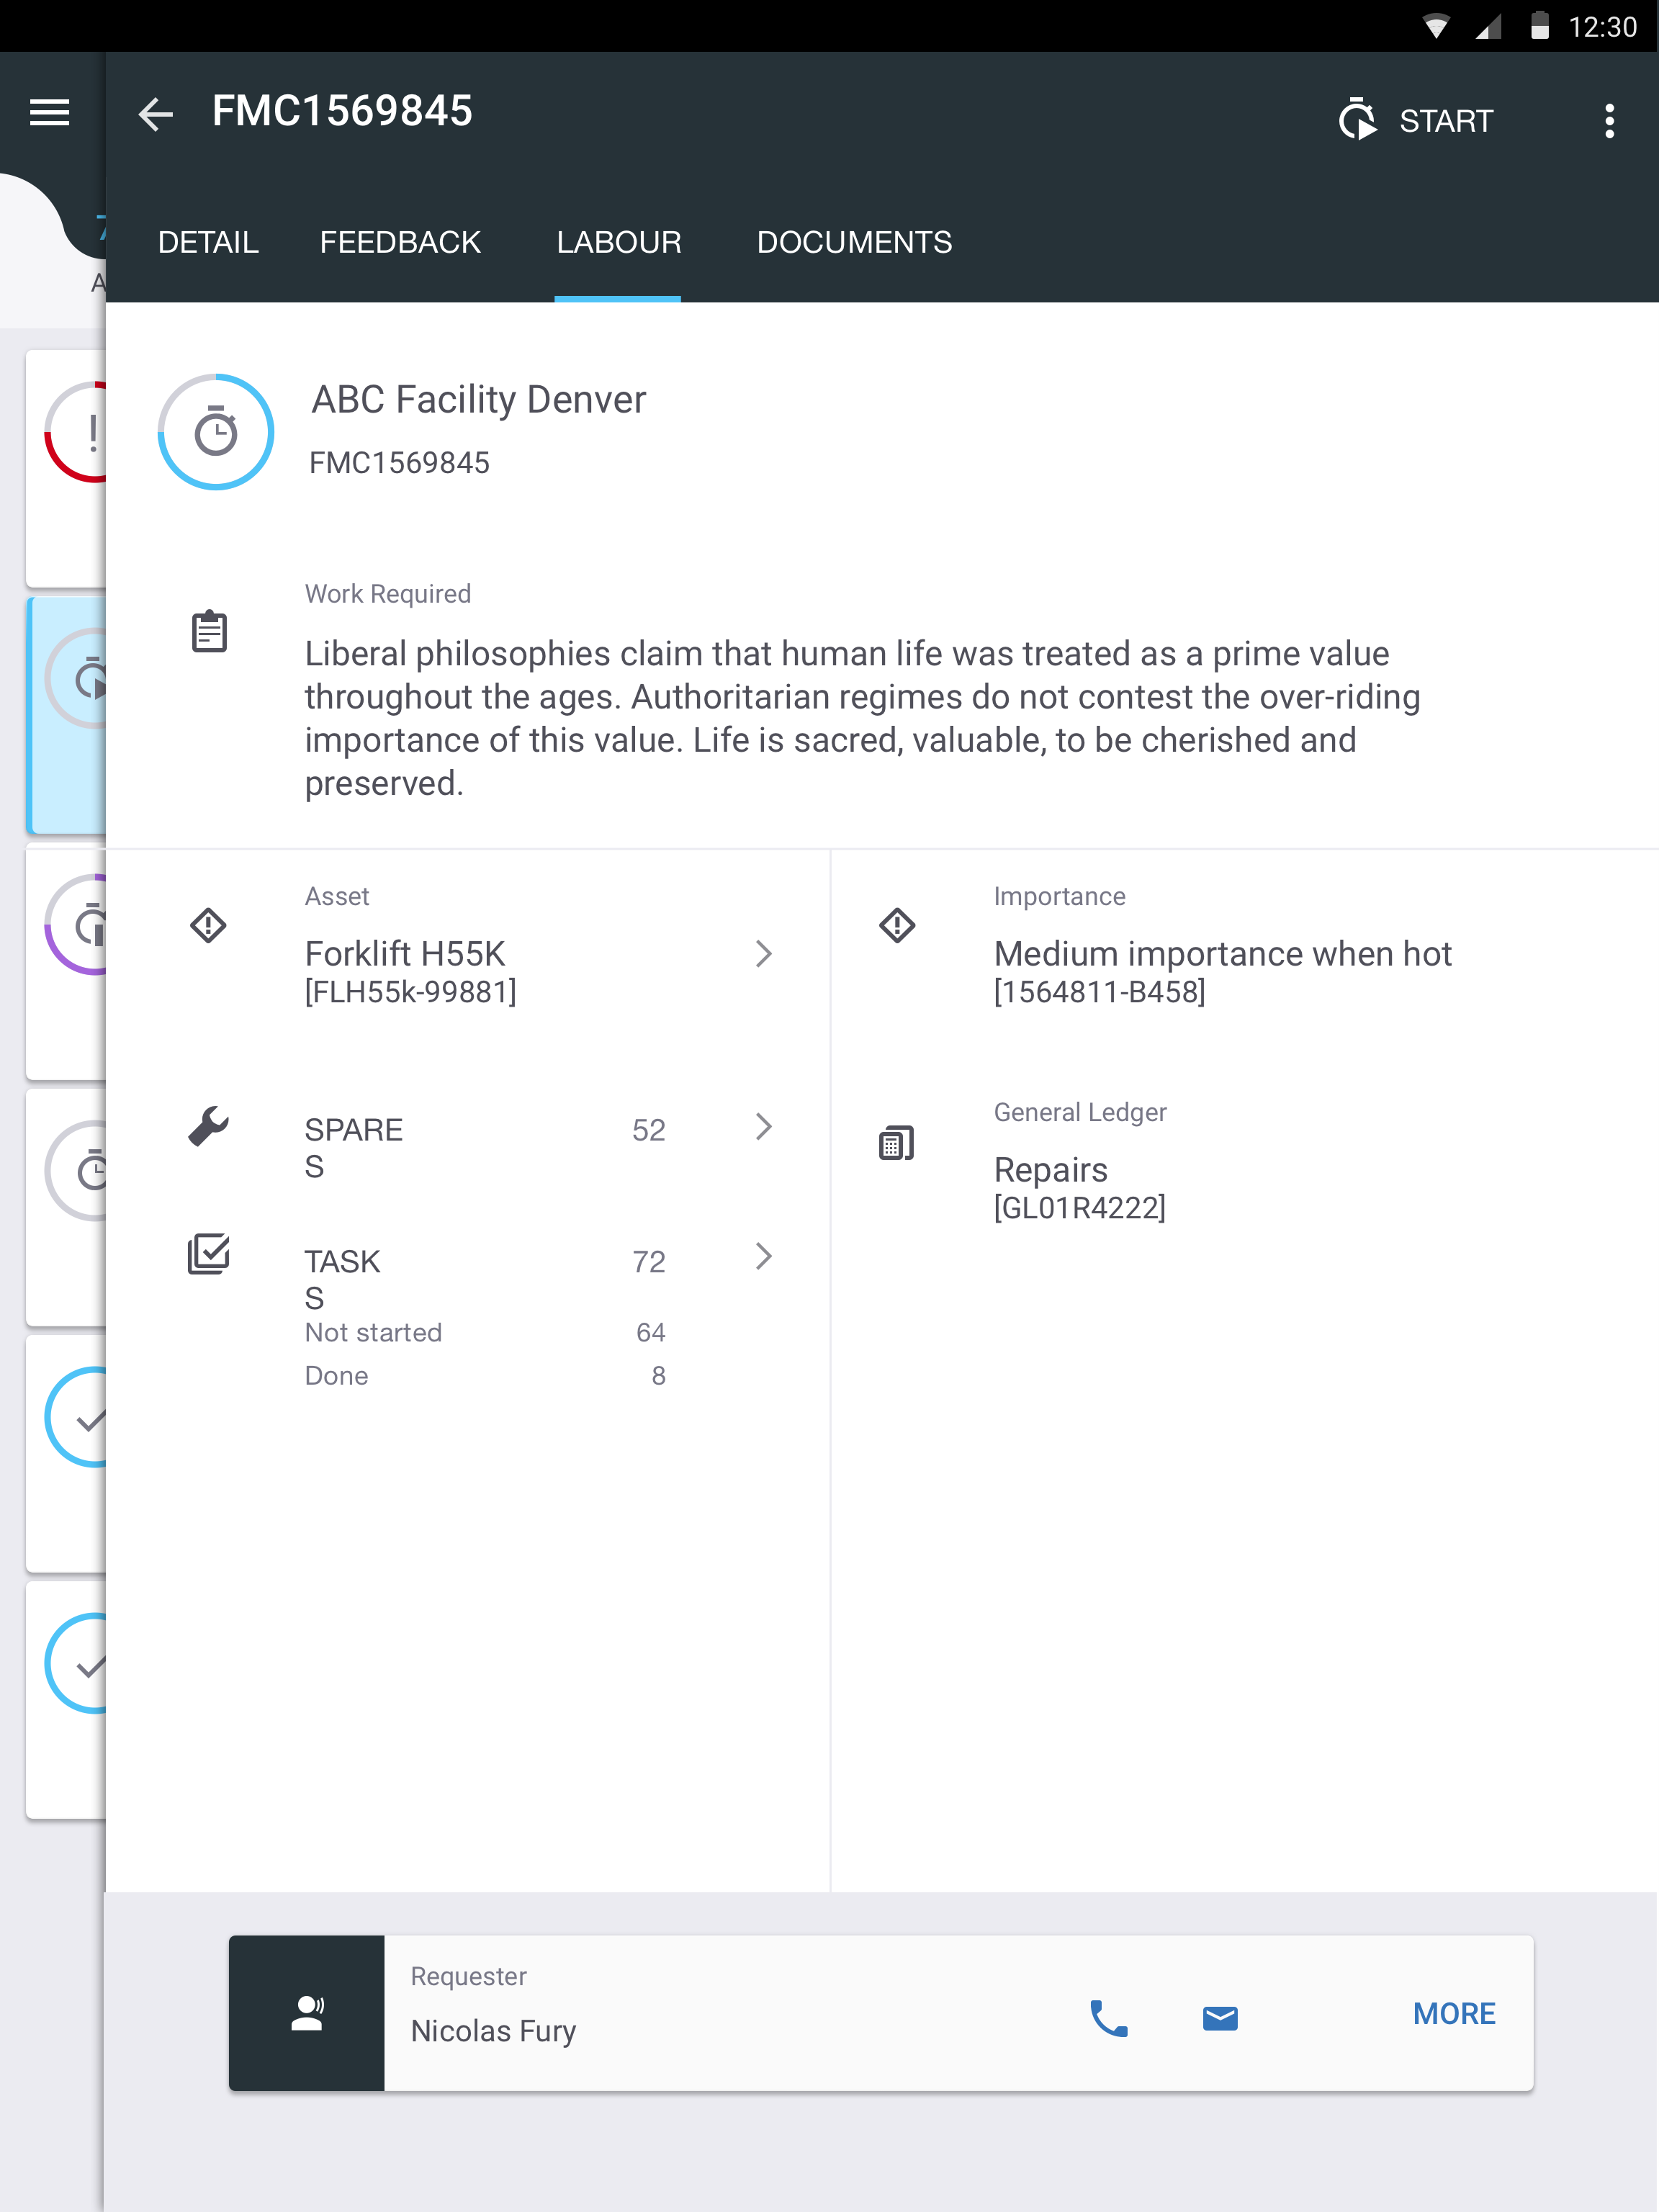 12:30
FMC1569845
START
DETAIL
FEEDBACK
LABOUR
DOCUMENTS
7
A
ABC Facility Denver
FMC1569845
Work Required
Liberal philosophies claim that human life was treated as a prime value
throughout the ages. Authoritarian regimes do not contest the over-riding
importance of this value. Life is sacred, valuable, to be cherished and
preserved.
Asset
Forklift H55K
[FLH55k-99881]
SPARE
S
52
TASK
S
72
Not started
64
Done
8
Importance
Medium importance when hot
[1564811-B458]
General Ledger
Repairs
[GL01R4222]
Requester
Nicolas Fury
MORE